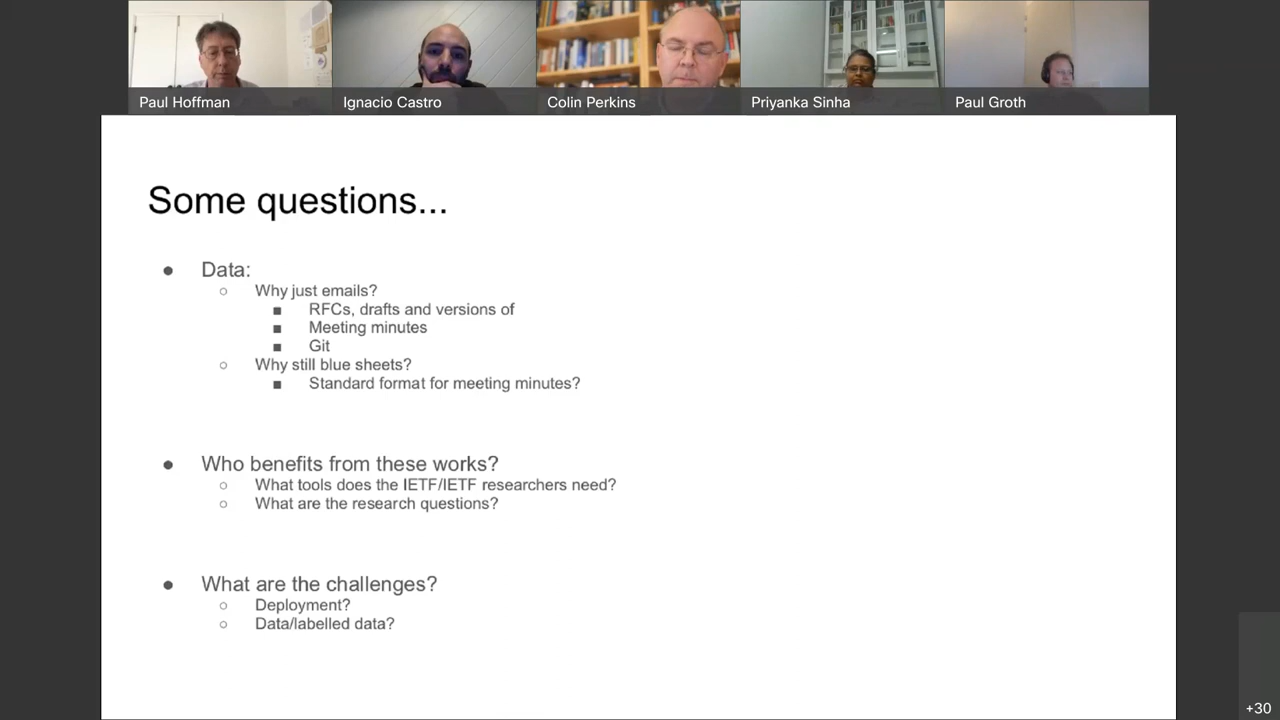 Paul Hoffman
Ignacio Castro
Colin Perkins
Priyanka Sinha
Paul Groth
Some questions...
● Data:
○ Why just emails?
■ RFCs, drafts and versions of
■ Meeting minutes
■ Git
○ Why still blue sheets?
■ Standard format for meeting minutes?
● Who benefits from these works?
○ What tools does the IETF/IETF researchers need?
○ What are the research questions?
● What are the challenges?
○ Deployment?
○ Data/labelled data?
+30